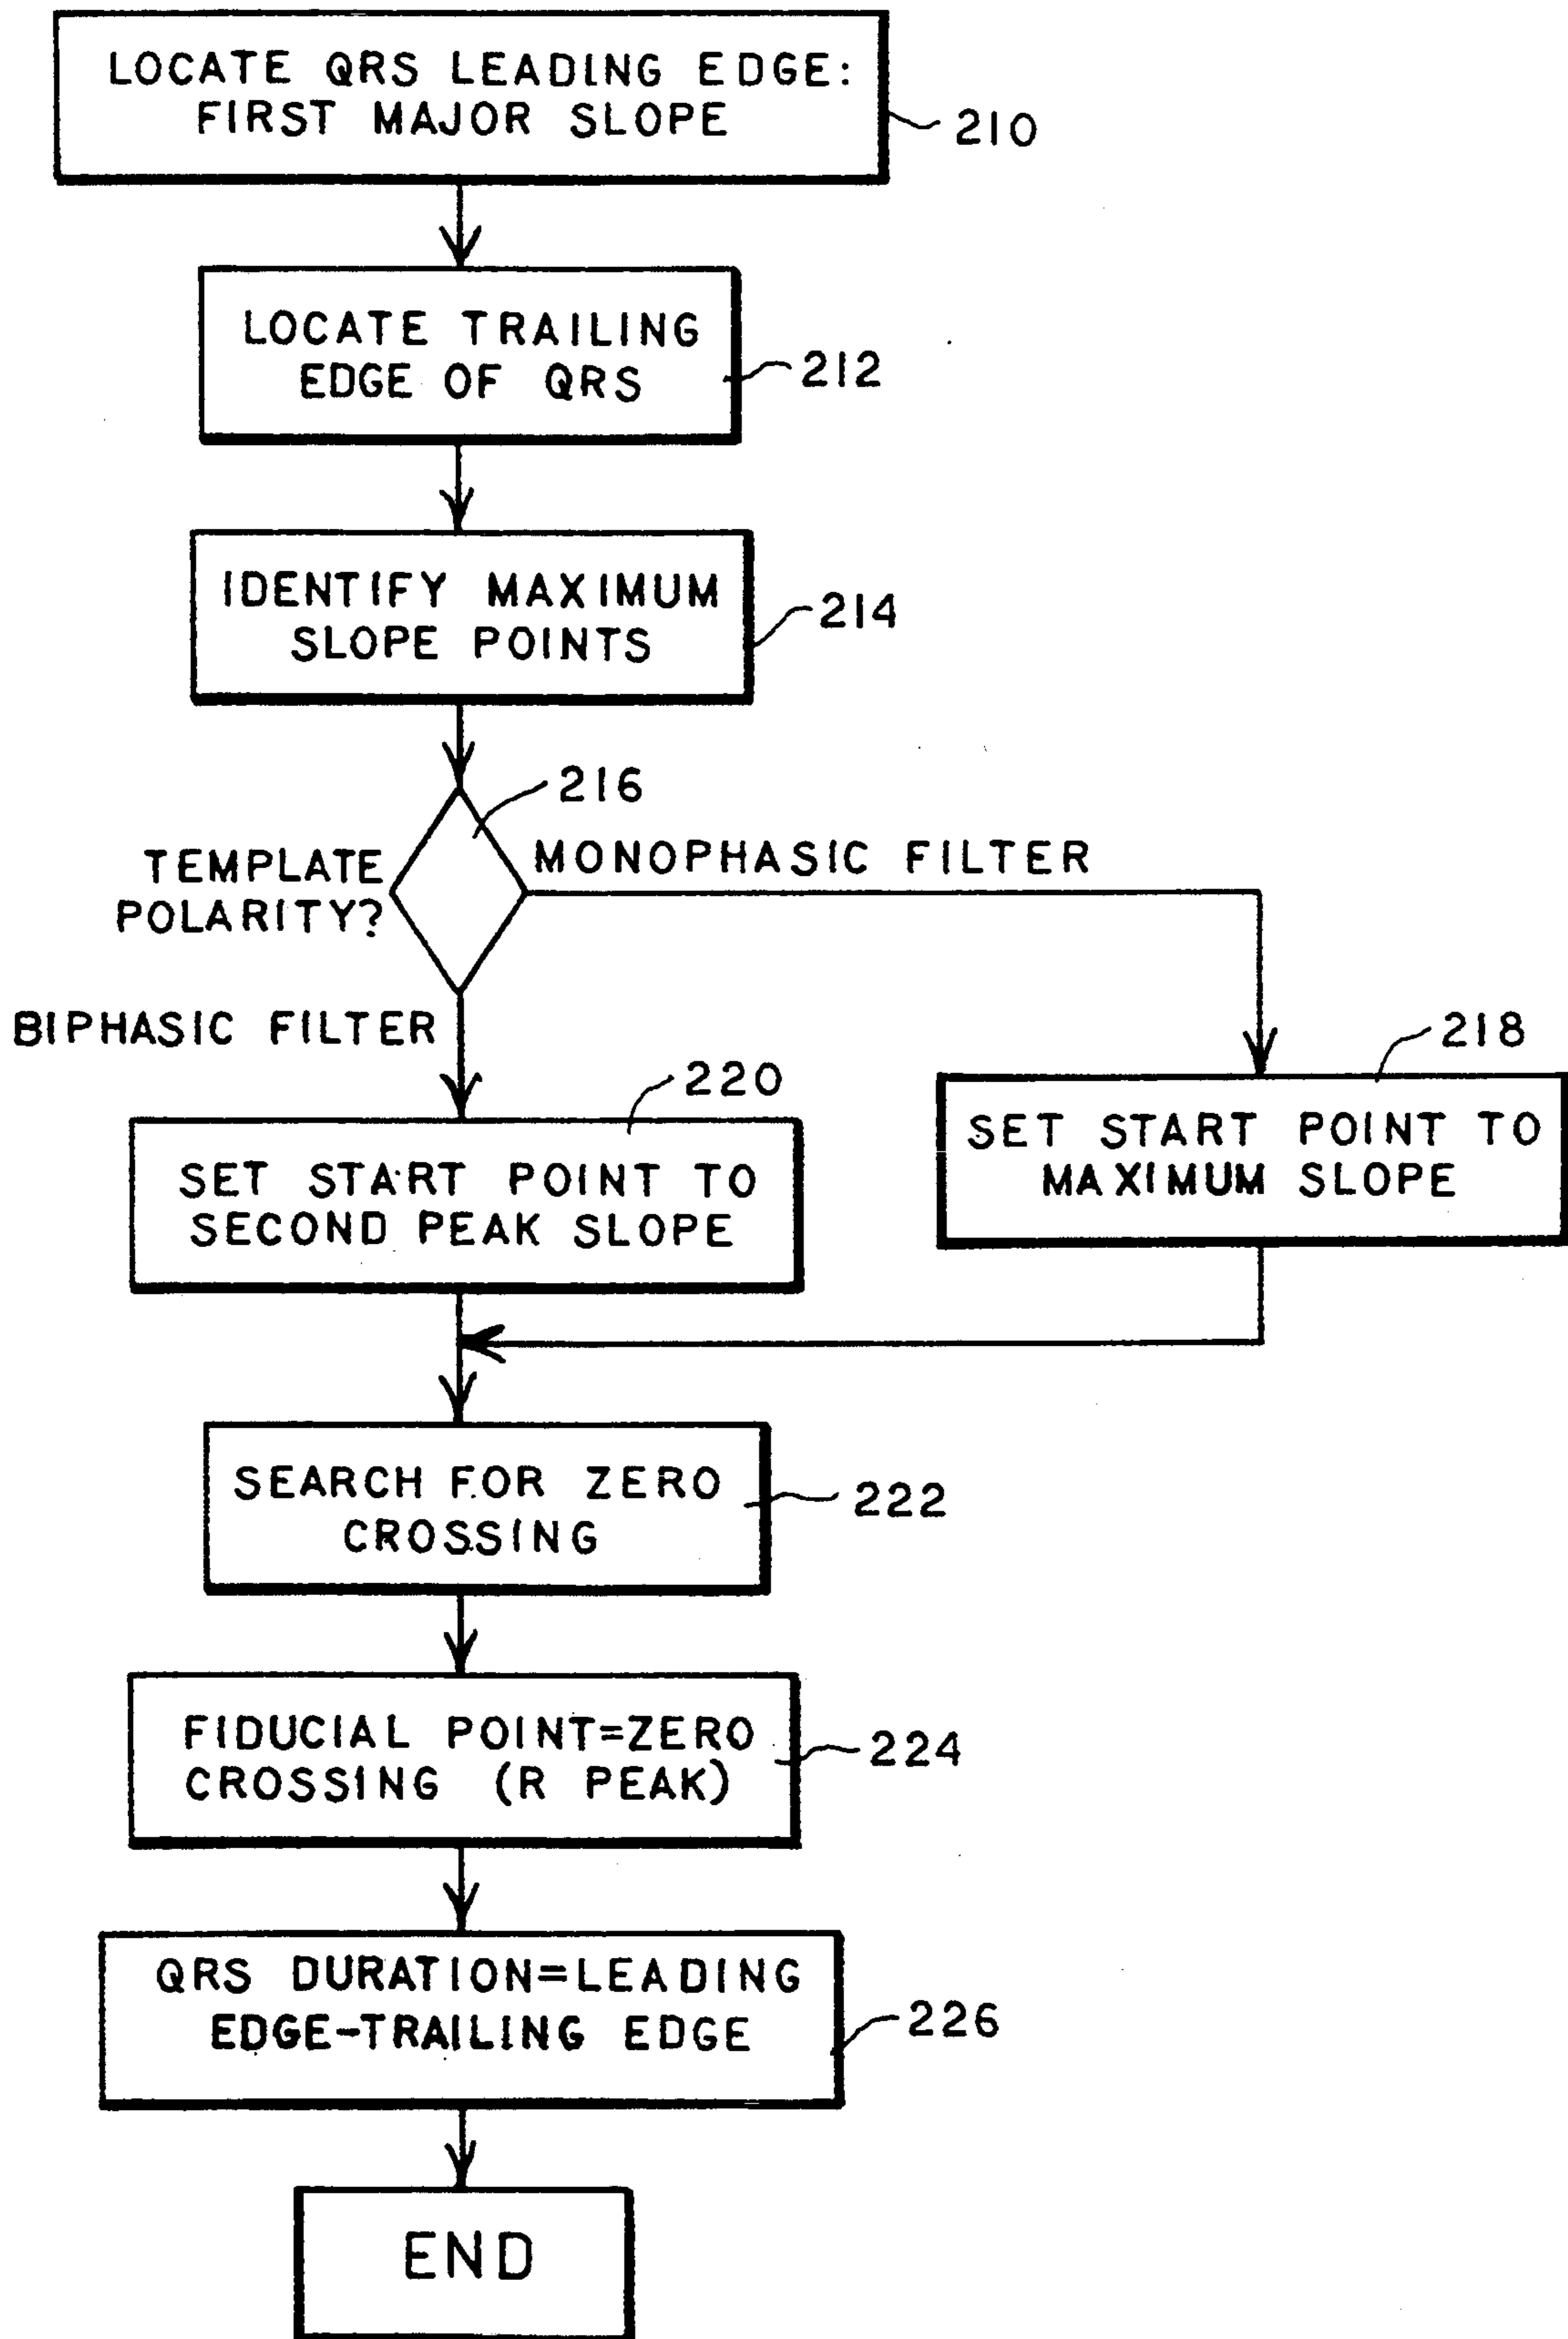 LOCATE QRS LEADING EDGE:
FIRST MAJOR SLOPE
210
LOCATE TRAILING
EDGE OF QRS
212
IDENTIFY MAXIMUM
SLOPE POINTS
214
216
TEMPLATE
POLARITY?
MONOPHASIC FILTER
BIPHASIC FILTER
218
SET START POINT TO
MAXIMUM SLOPE
220
SET START POINT TO
SECOND PEAK SLOPE
SEARCH FOR ZERO
CROSSING
222
FIDUCIAL POINT=ZERO
CROSSING (R PEAK)
224
QRS DURATION=LEADING
EDGE-TRAILING EDGE
226
END